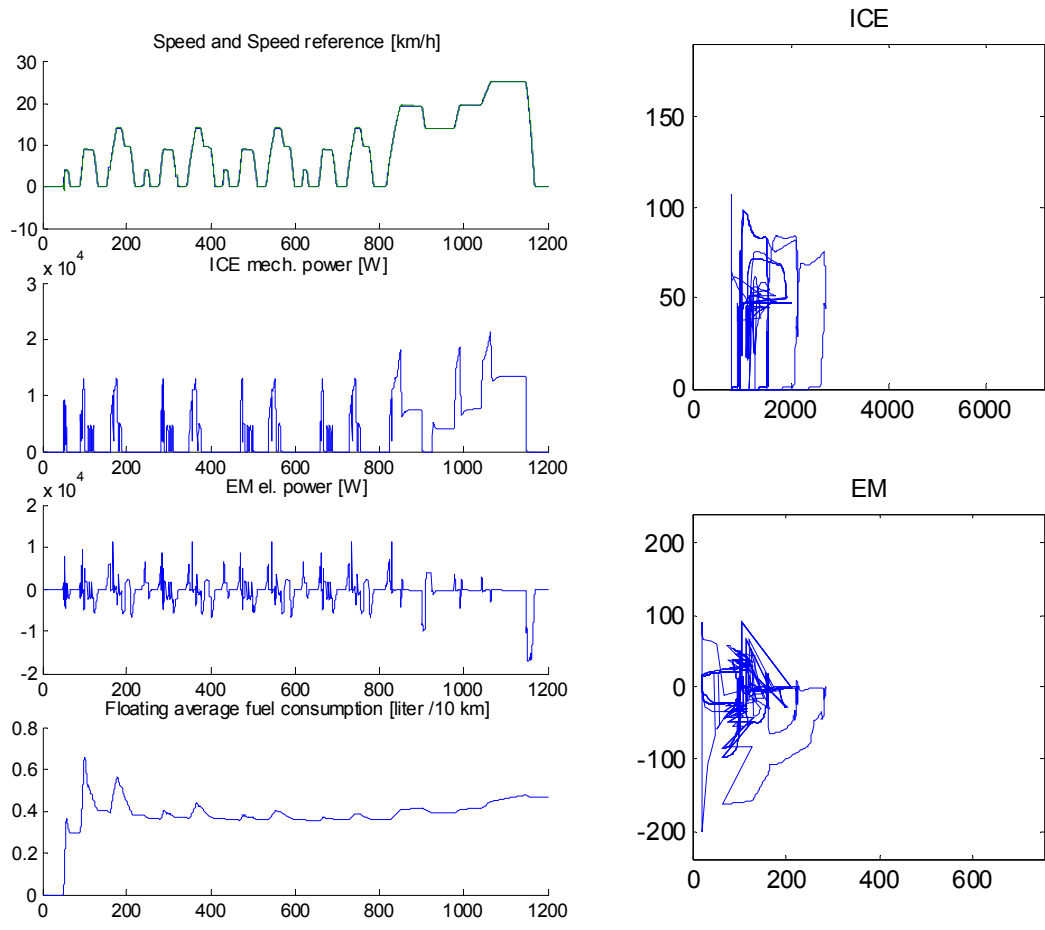 Speed and Speed reference [km/h]
30
20
10
0
-10
0 200 400 600 800 1000 1200
x 10^4
ICE mech. power [W]
3
2
1
0
0 200 400 600 800 1000 1200
x 10^4
EM el. power [W]
2
1
0
-1
-2
0 200 400 600 800 1000 1200
Floating average fuel consumption [liter /10 km]
0.8
0.6
0.4
0.2
0
0 200 400 600 800 1000 1200
ICE
150
100
50
0
0 2000 4000 6000
EM
200
100
0
-100
-200
0 200 400 600